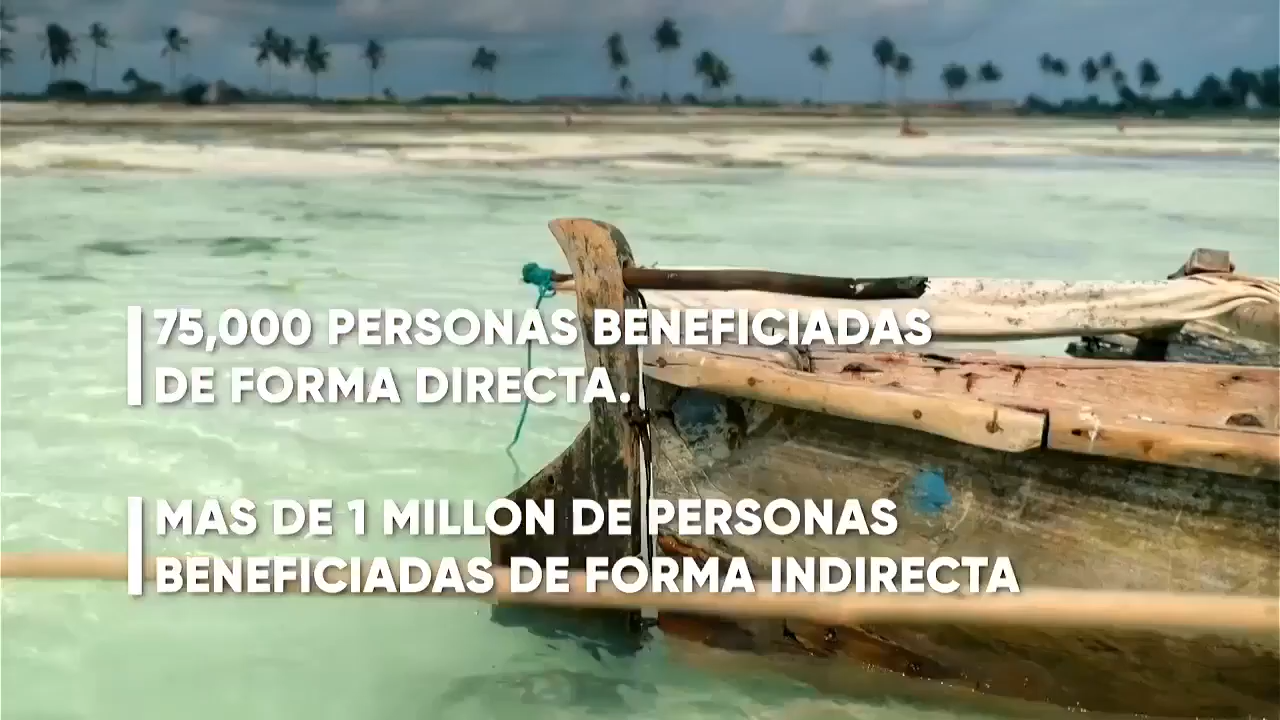 75,000 PERSONAS BENEFICIADAS
DE FORMA DIRECTA.
MAS DE 1 MILLON DE PERSONAS
BENEFICIADAS DE FORMA INDIRECTA